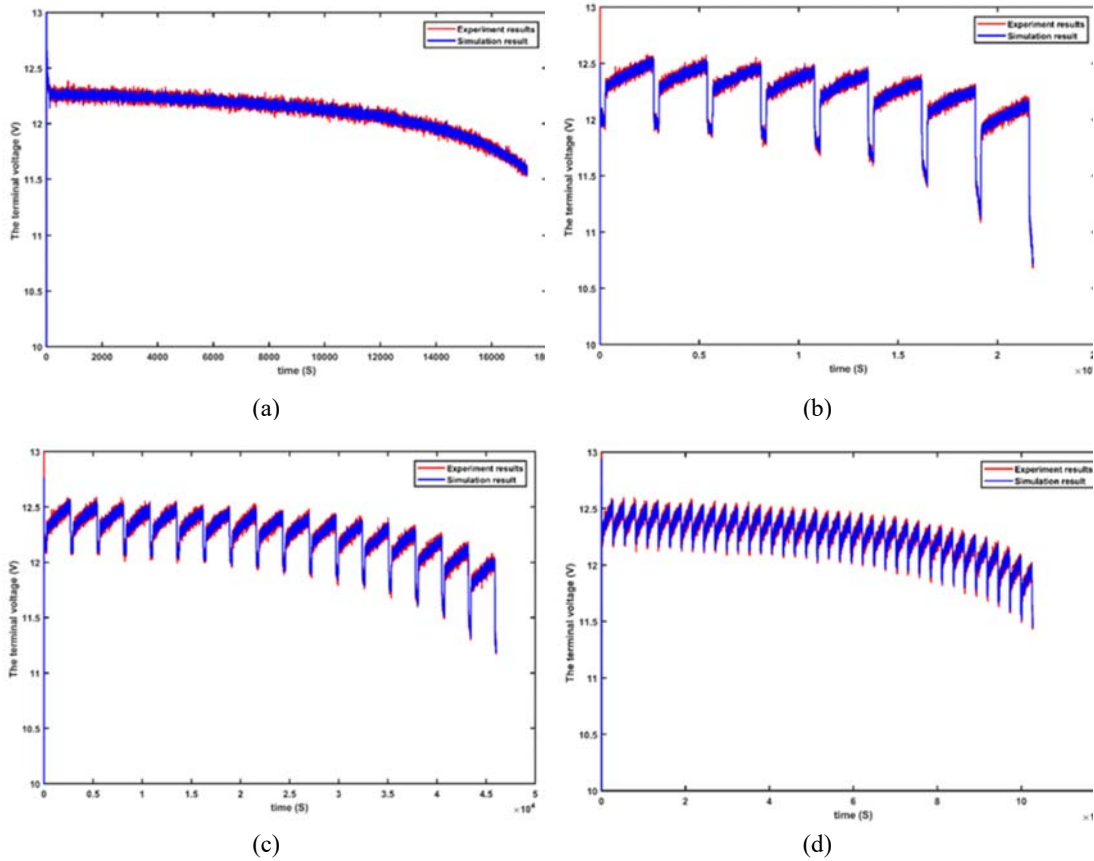 13
12.5
12
11.5
11
10.5
10
The terminal voltage (V)
Experiment results
Simulation result
0 2000 4000 6000 8000 10000 12000 14000 16000
time (S)
(a)
13
12.5
12
11.5
11
10.5
10
The terminal voltage (V)
Experiment results
Simulation result
0 0.5 1 1.5 2
time (S)
(b)
13
12.5
12
11.5
11
10.5
10
The terminal voltage (V)
Experiment results
Simulation result
0 0.5 1 1.5 2 2.5 3 3.5 4 4.5 5
×10⁴
time (S)
(c)
13
12.5
12
11.5
11
10.5
10
The terminal voltage (V)
Experiment results
Simulation result
0 2 4 6 8 10
time (S)
(d)